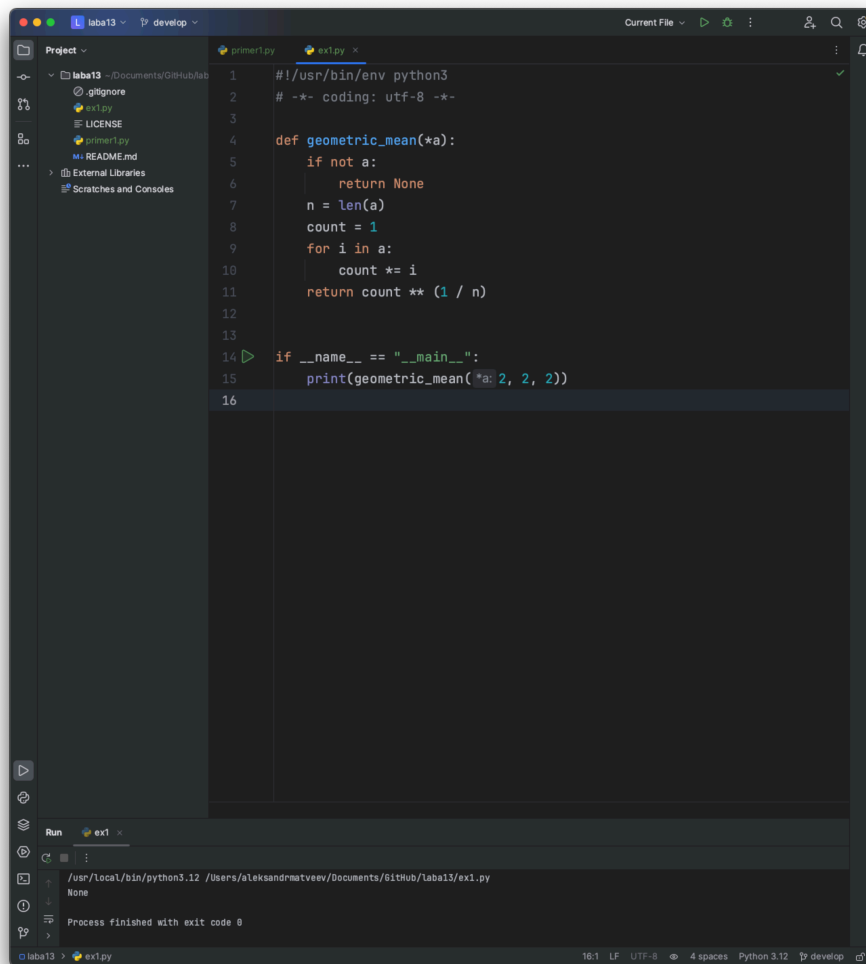 laba13
develop
Current File
Project
primer1.py
ex1.py
laba13 ~/Documents/GitHub/lab
.gitignore
ex1.py
LICENSE
primer1.py
README.md
External Libraries
Scratches and Consoles
1 #!/usr/bin/env python3
2 # -*- coding: utf-8 -*-
3
4 def geometric_mean(*a):
5 if not a:
6 return None
7 n = len(a)
8 count = 1
9 for i in a:
10 count *= i
11 return count ** (1 / n)
12
13
14 if __name__ == "__main__":
15 print(geometric_mean( *a: 2, 2, 2))
16
Run
ex1
/usr/local/bin/python3.12 /Users/aleksandrmatveev/Documents/GitHub/laba13/ex1.py
None
Process finished with exit code 0
laba13 > ex1.py
16:1 LF UTF-8 4 spaces Python 3.12 develop